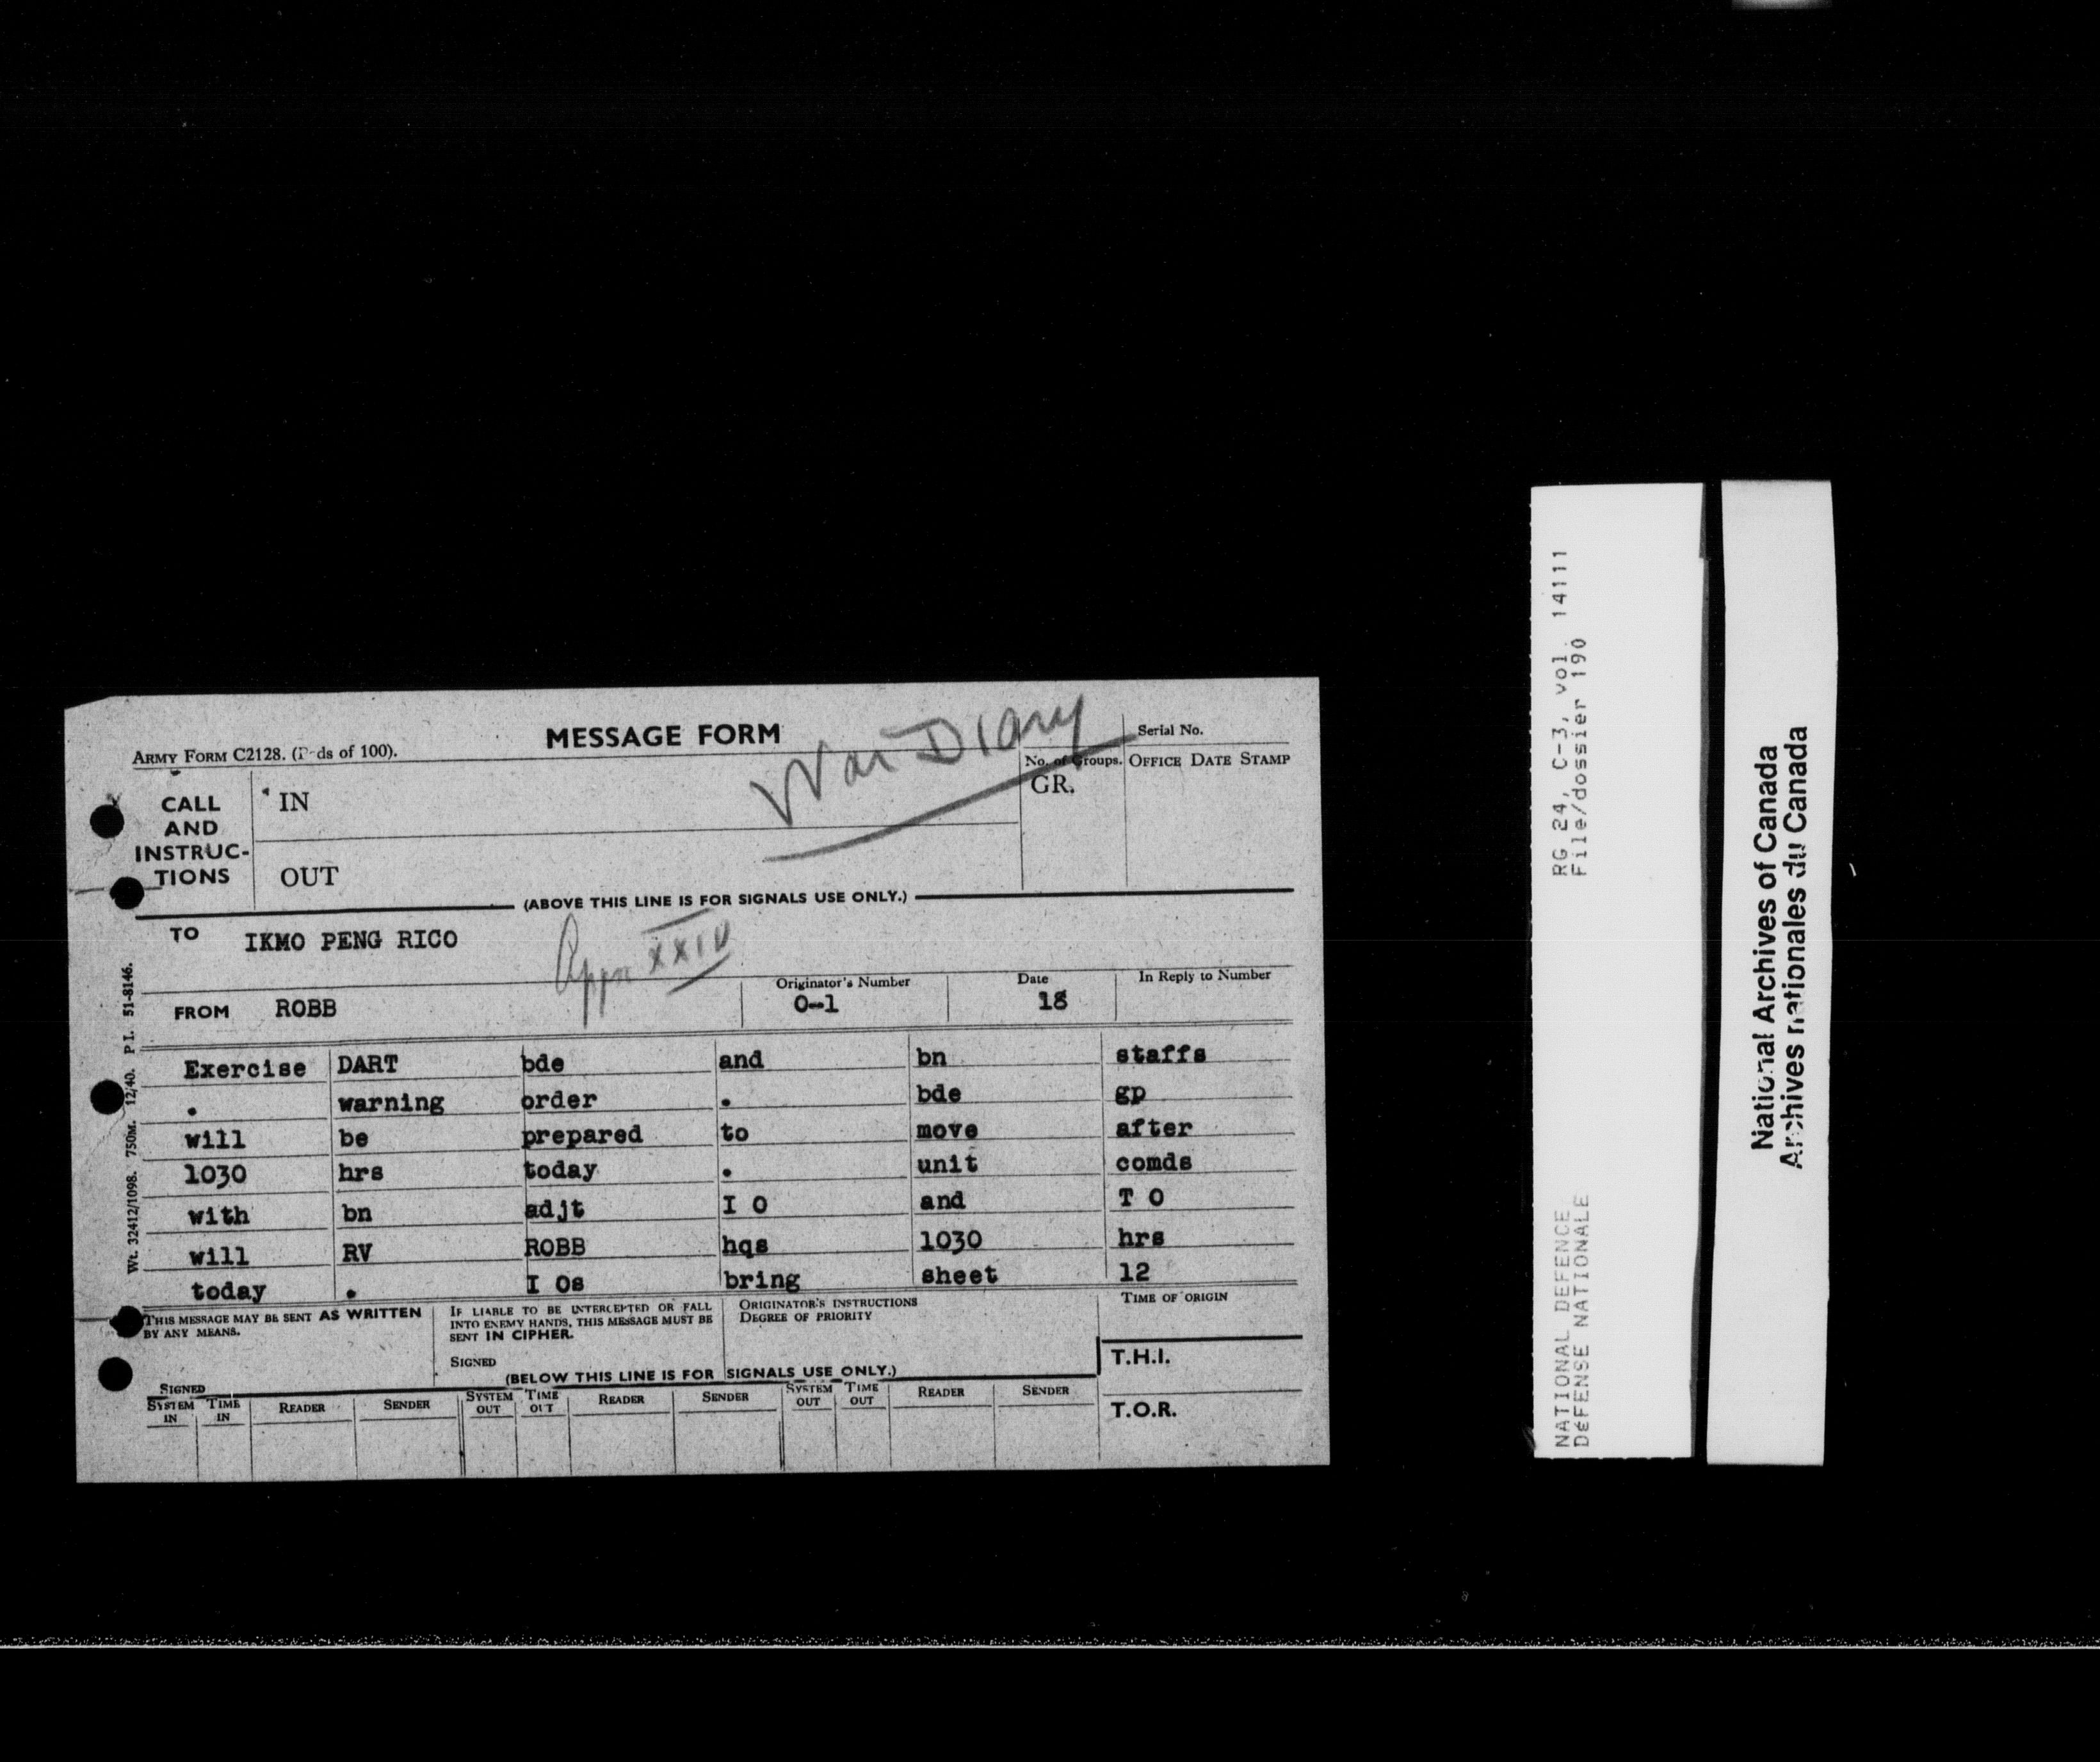 MESSAGE FORM
War Diary
ARMY FORM C2128. (P ds of 100).
Serial No.
No. of Groups.
OFFICE DATE STAMP
GR.
CALL
AND
INSTRUC-
TIONS
IN
OUT
(ABOVE THIS LINE IS FOR SIGNALS USE ONLY.)
TO IKMO PENG RICO
Appx XXIV
FROM ROBB
Originator's Number
0-1
Date
18
In Reply to Number
Exercise DART bde and bn staffs
. warning order . bde gp
will be prepared to move after
1030 hrs today . unit comds
with bn adjt I O and T O
will RV ROBB hqs 1030 hrs
today . I Os bring sheet 12
THIS MESSAGE MAY BE SENT AS WRITTEN
BY ANY MEANS.
SIGNED
IF LIABLE TO BE INTERCEPTED OR FALL
INTO ENEMY HANDS, THIS MESSAGE MUST BE
SENT IN CIPHER.
SIGNED
ORIGINATOR'S INSTRUCTIONS
DEGREE OF PRIORITY
TIME OF ORIGIN
T.H.I.
T.O.R.
(BELOW THIS LINE IS FOR SIGNALS USE ONLY.)
SYSTEM IN TIME IN READER SENDER SYSTEM OUT TIME OUT READER SENDER SYSTEM OUT TIME OUT READER SENDER
Wt. 32412/1098. 750M. 12/40. P.I. 51-8146.
NATIONAL DEFENCE RG 24, C-3, vol. 14111
DéFENSE NATIONALE File/dossier 190
National Archives of Canada
Archives nationales du Canada